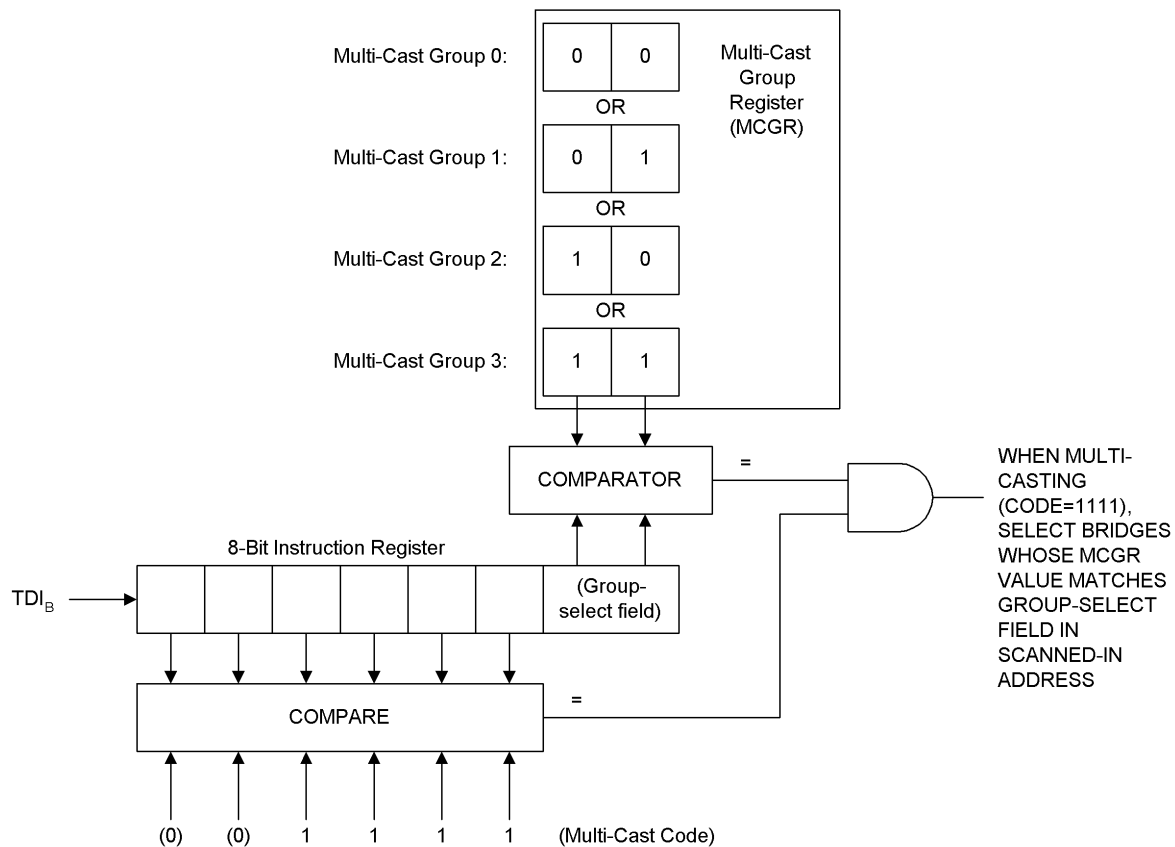 Multi-Cast Group 0:
0 0
Multi-Cast
Group
Register
(MCGR)
OR
Multi-Cast Group 1:
0 1
OR
Multi-Cast Group 2:
1 0
OR
Multi-Cast Group 3:
1 1
COMPARATOR
=
WHEN MULTI-
CASTING
(CODE=1111),
SELECT BRIDGES
WHOSE MCGR
VALUE MATCHES
GROUP-SELECT
FIELD IN
SCANNED-IN
ADDRESS
8-Bit Instruction Register
TDIB
(Group-
select field)
COMPARE
=
(0) (0) 1 1 1 1 (Multi-Cast Code)